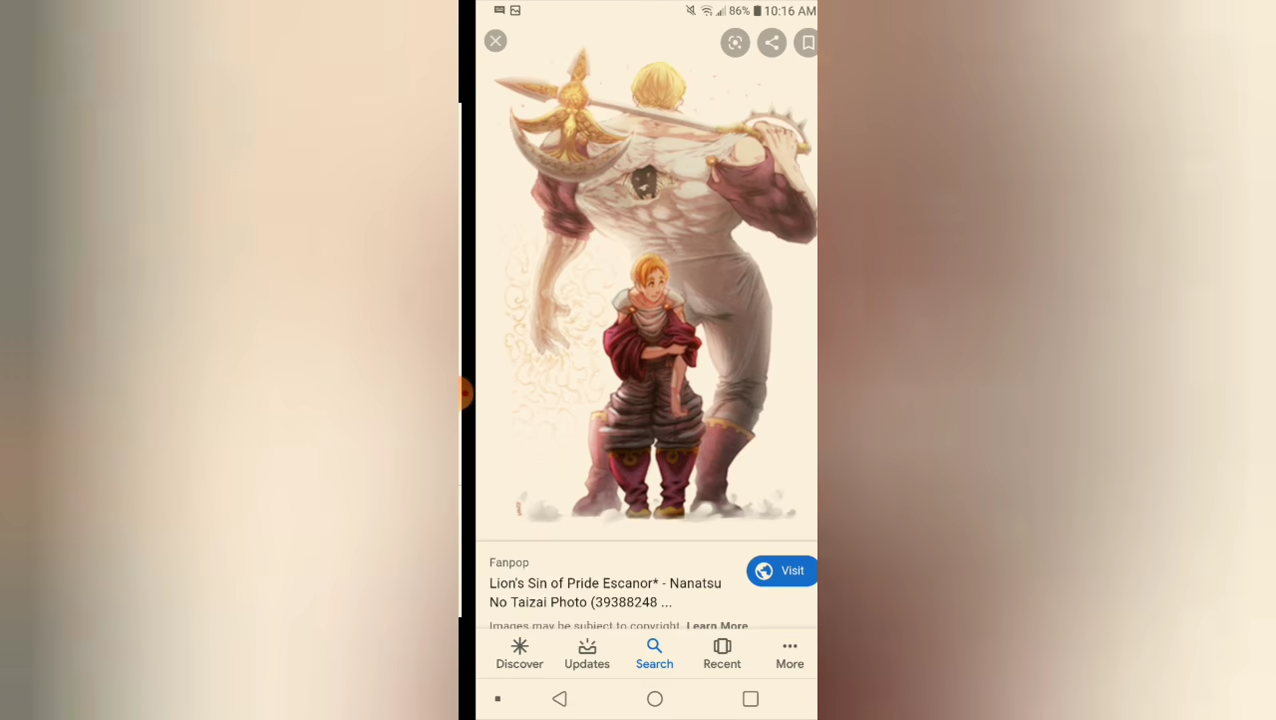 86% 10:16 AM
Fanpop
Visit
Lion's Sin of Pride Escanor* - Nanatsu
No Taizai Photo (39388248 ...
Images may be subject to copyright. Learn More
Discover Updates Search Recent More